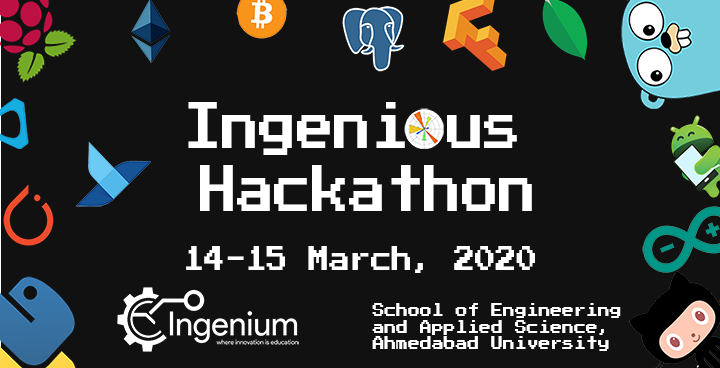 Ingenious
Hackathon
14-15 March, 2020
Ingenium
where innovation is education
School of Engineering
and Applied Science,
Ahmedabad University